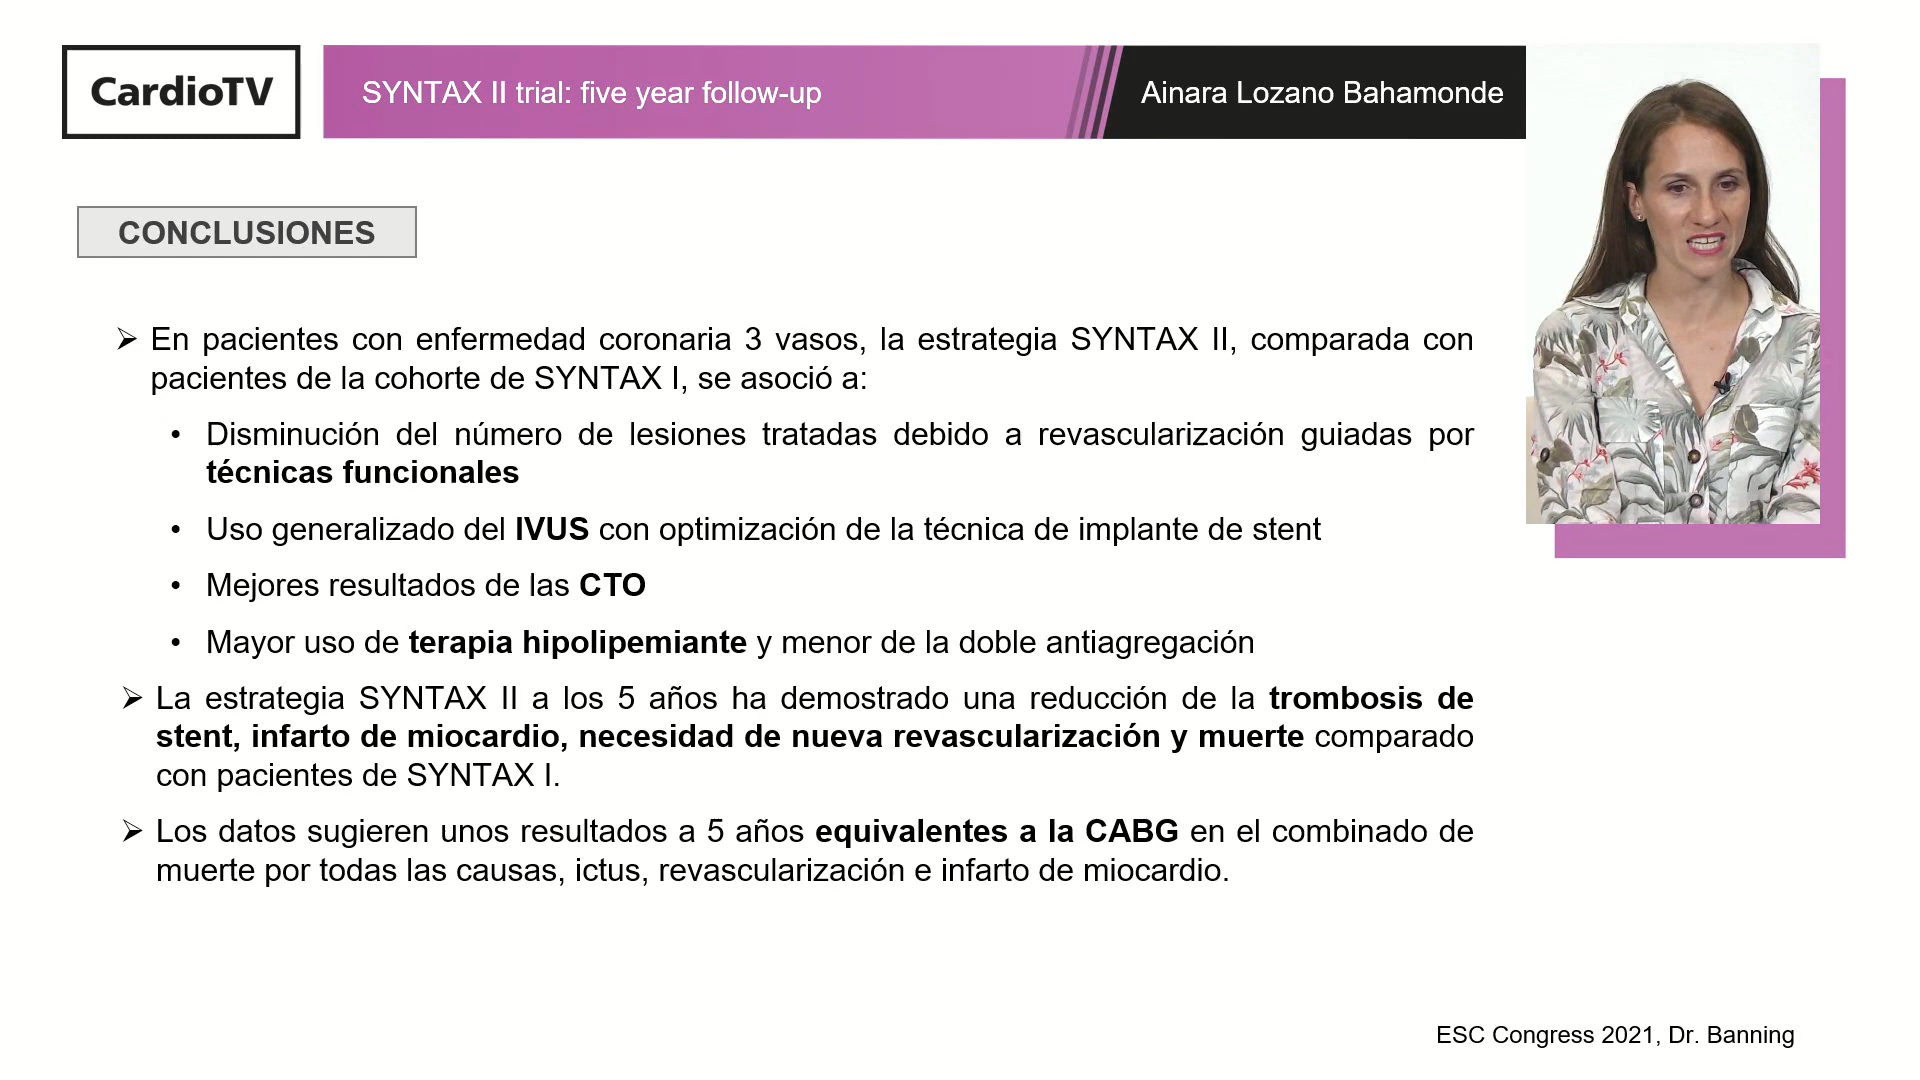 CardioTV
SYNTAX II trial: five year follow-up
Ainara Lozano Bahamonde
CONCLUSIONES
➢ En pacientes con enfermedad coronaria 3 vasos, la estrategia SYNTAX II, comparada con
pacientes de la cohorte de SYNTAX I, se asoció a:
• Disminución del número de lesiones tratadas debido a revascularización guiadas por
técnicas funcionales
• Uso generalizado del IVUS con optimización de la técnica de implante de stent
• Mejores resultados de las CTO
• Mayor uso de terapia hipolipemiante y menor de la doble antiagregación
➢ La estrategia SYNTAX II a los 5 años ha demostrado una reducción de la trombosis de
stent, infarto de miocardio, necesidad de nueva revascularización y muerte comparado
con pacientes de SYNTAX I.
➢ Los datos sugieren unos resultados a 5 años equivalentes a la CABG en el combinado de
muerte por todas las causas, ictus, revascularización e infarto de miocardio.
ESC Congress 2021, Dr. Banning